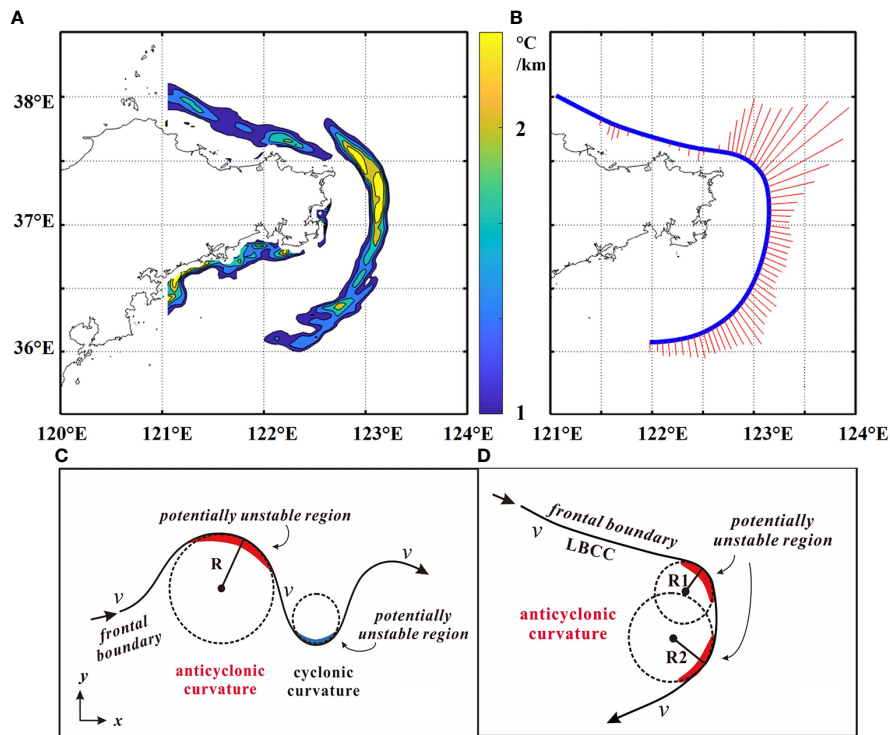 A
B
°C
/km
2
1
38°E
37°E
36°E
120°E
121°E
122°E
123°E
124°E
121°E
122°E
123°E
124°E
C
potentially unstable region
R
v
v
v
frontal
boundary
anticyclonic
curvature
cyclonic
curvature
potentially
unstable region
y
x
D
frontal boundary
v
LBCC
potentially
unstable region
R1
anticyclonic
curvature
R2
v